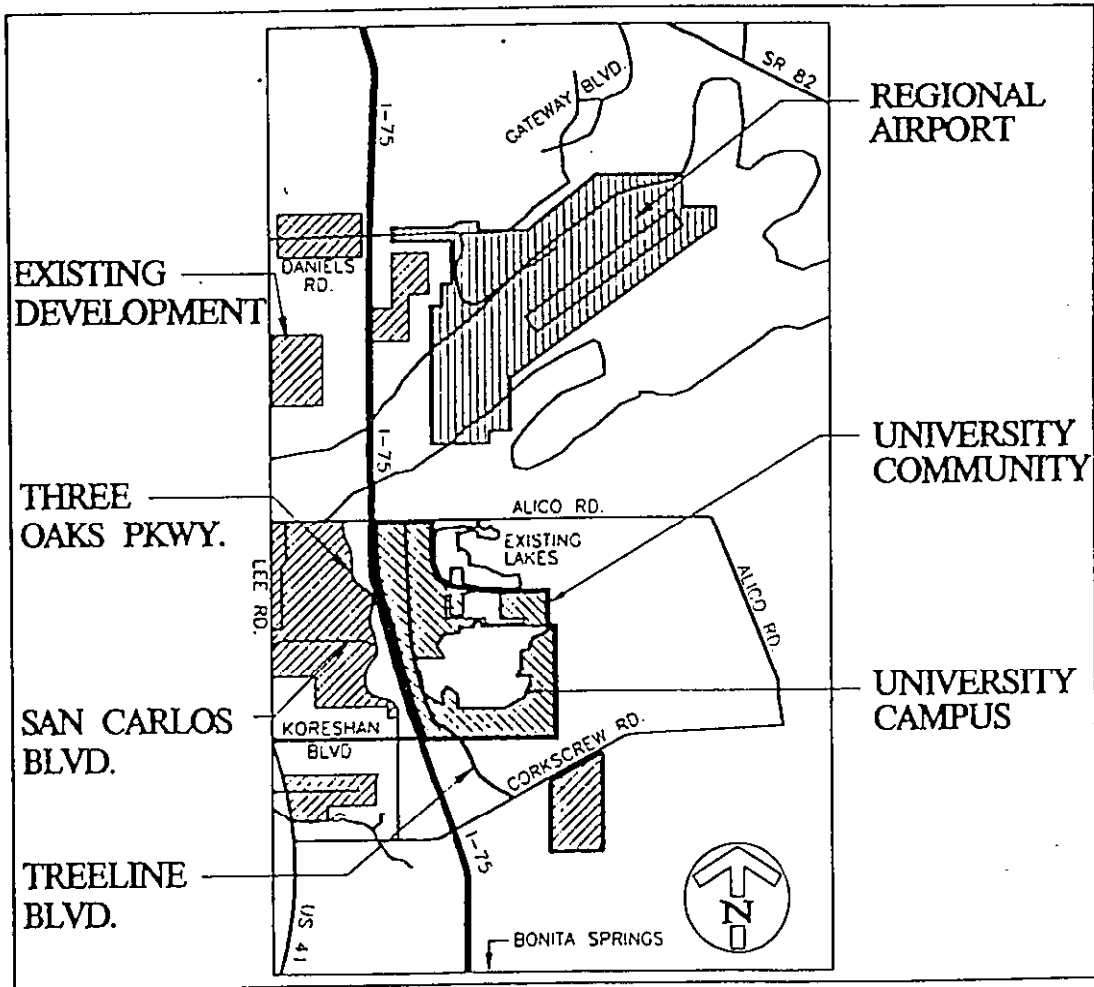 SR 82
GATEWAY BLVD.
I-75
REGIONAL
AIRPORT
DANIELS
RD.
EXISTING
DEVELOPMENT
I-75
UNIVERSITY
COMMUNITY
THREE
OAKS PKWY.
ALICO RD.
EXISTING
LAKES
LEE RD.
ALICO RD.
SAN CARLOS
BLVD.
UNIVERSITY
CAMPUS
KORESHAN
BLVD
CORKSCREW RD.
TREELINE
BLVD.
I-75
US 41
N
BONITA SPRINGS